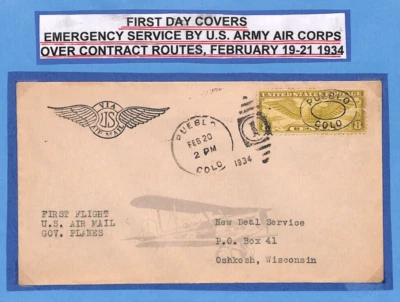 FIRST DAY COVERS
EMERGENCY SERVICE BY U.S. ARMY AIR CORPS
OVER CONTRACT ROUTES, FEBRUARY 19-21 1934
VIA
US
AIR MAIL
PUEBLO
FEB 20
2 PM
1934
COLO
1
UNITED STATES POSTAGE
PUEBLO
COLO
8
FIRST FLIGHT
U.S. AIR MAIL
GOV. PLANES
New Deal Service
P.O. Box 41
Oshkosh, Wisconsin